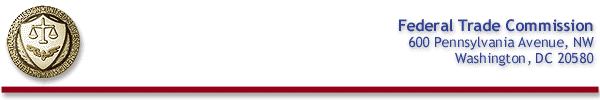 Federal Trade Commission
600 Pennsylvania Avenue, NW
Washington, DC 20580